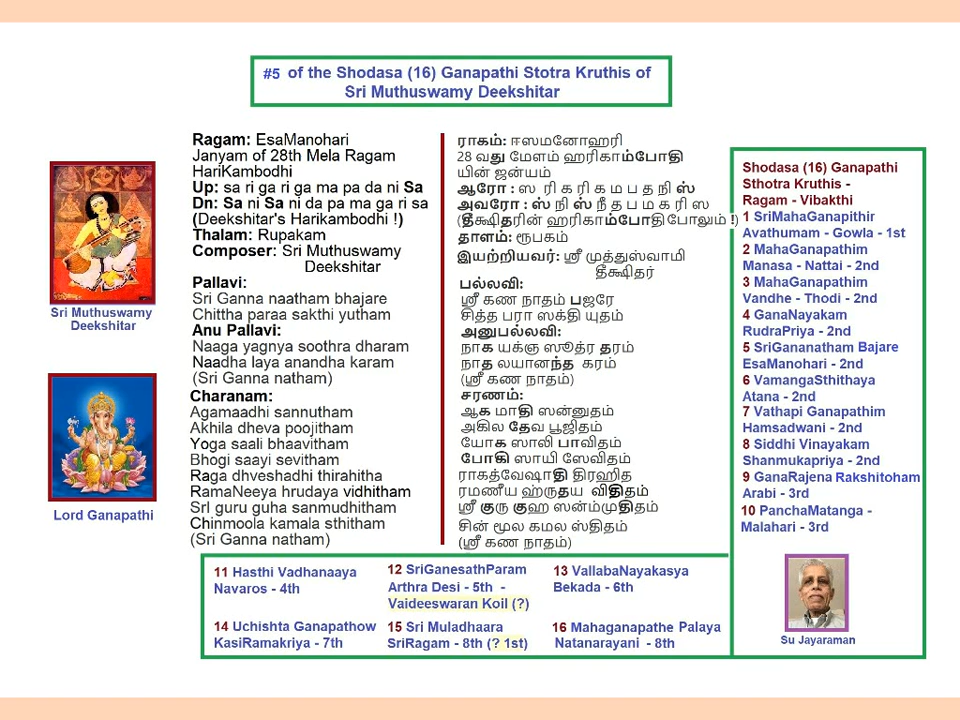 #5 of the Shodasa (16) Ganapathi Stotra Kruthis of
Sri Muthuswamy Deekshitar
Sri Muthuswamy
Deekshitar
Lord Ganapathi
Ragam: EsaManohari
Janyam of 28th Mela Ragam
HariKambodhi
Up: sa ri ga ri ga ma pa da ni Sa
Dn: Sa ni Sa ni da pa ma ga ri sa
(Deekshitar's Harikambodhi !)
Thalam: Rupakam
Composer: Sri Muthuswamy
Deekshitar
Pallavi:
Sri Ganna naatham bhajare
Chittha paraa sakthi yutham
Anu Pallavi:
Naaga yagnya soothra dharam
Naadha laya anandha karam
(Sri Ganna natham)
Charanam:
Agamaadhi sannutham
Akhila dheva poojitham
Yoga saali bhaavitham
Bhogi saayi sevitham
Raga dhveshadhi thirahitha
RamaNeeya hrudaya vidhitham
SrI guru guha sanmudhitham
Chinmoola kamala sthitham
(Sri Ganna natham)
ராகம்: ஈஸமனோஹரி
28 வது மேளம் ஹரிகாம்போதி
யின் ஜன்யம்
ஆரோ : ஸ ரி க ரி க ம ப த நி ஸ்
அவரோ : ஸ் நி ஸ் நீ த ப ம க ரி ஸ
(தீக்ஷிதரின் ஹரிகாம்போதிபோலும் !)
தாளம்: ரூபகம்
இயற்றியவர்: ஸ்ரீ முத்துஸ்வாமி
தீக்ஷிதர்
பல்லவி:
ஸ்ரீ கண நாதம் பஜரே
சித்த பரா ஸக்தி யுதம்
அனுபல்லவி:
நாக யக்ஞ ஸூத்ர தரம்
நாத லயானந்த கரம்
(ஸ்ரீ கண நாதம்)
சரணம்:
ஆக மாதி ஸன்னுதம்
அகில தேவ பூஜிதம்
யோக ஸாலி பாவிதம்
போகி ஸாயி ஸேவிதம்
ராகத்வேஷாதி திரஹித
ரமணீய ஹ்ருதய விதிதம்
ஸ்ரீ குரு குஹ ஸன்ம்முதிதம்
சின் மூல கமல ஸ்திதம்
(ஸ்ரீ கண நாதம்)
Shodasa (16) Ganapathi
Sthotra Kruthis -
Ragam - Vibakthi
1 SriMahaGanapithir
Avathumam - Gowla - 1st
2 MahaGanapathim
Manasa - Nattai - 2nd
3 MahaGanapathim
Vandhe - Thodi - 2nd
4 GanaNayakam
RudraPriya - 2nd
5 SriGananatham Bajare
EsaManohari - 2nd
6 VamangaSthithaya
Atana - 2nd
7 Vathapi Ganapathim
Hamsadwani - 2nd
8 Siddhi Vinayakam
Shanmukapriya - 2nd
9 GanaRajena Rakshitoham
Arabi - 3rd
10 PanchaMatanga -
Malahari - 3rd
11 Hasthi Vadhanaaya
Navaros - 4th
12 SriGanesathParam
Arthra Desi - 5th -
Vaideeswaran Koil (?)
13 VallabaNayakasya
Bekada - 6th
14 Uchishta Ganapathow
KasiRamakriya - 7th
15 Sri Muladhaara
SriRagam - 8th (? 1st)
16 Mahaganapathe Palaya
Natanarayani - 8th
Su Jayaraman